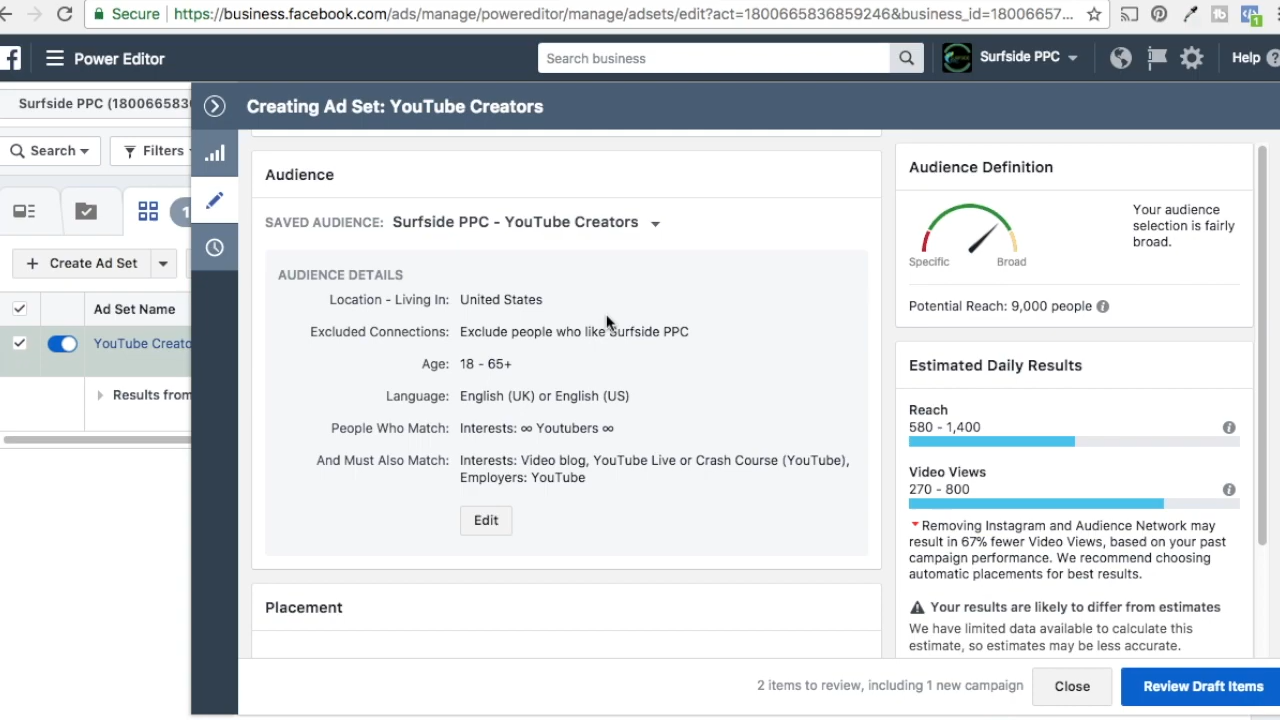 Secure
https://business.facebook.com/ads/manage/powereditor/manage/adsets/edit?act=1800665836859246&business_id=18006657...
Power Editor
Search business
Surfside PPC
Help
Surfside PPC (180066583
Creating Ad Set: YouTube Creators
Search
Filters
1
+ Create Ad Set
Ad Set Name
YouTube Creato
Results from
Audience
SAVED AUDIENCE: Surfside PPC - YouTube Creators
AUDIENCE DETAILS
Location - Living In: United States
Excluded Connections: Exclude people who like Surfside PPC
Age: 18 - 65+
Language: English (UK) or English (US)
People Who Match: Interests: ∞ Youtubers ∞
And Must Also Match: Interests: Video blog, YouTube Live or Crash Course (YouTube),
Employers: YouTube
Edit
Placement
Audience Definition
Your audience
selection is fairly
broad.
Specific
Broad
Potential Reach: 9,000 people
Estimated Daily Results
Reach
580 - 1,400
Video Views
270 - 800
Removing Instagram and Audience Network may
result in 67% fewer Video Views, based on your past
campaign performance. We recommend choosing
automatic placements for best results.
Your results are likely to differ from estimates
We have limited data available to calculate this
estimate, so estimates may be less accurate.
2 items to review, including 1 new campaign
Close
Review Draft Items